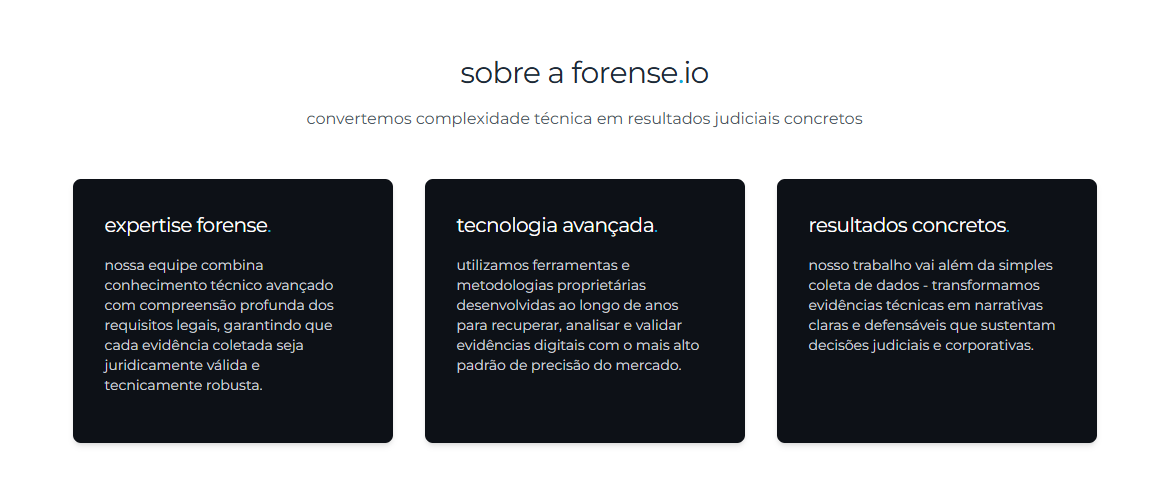 sobre a forense.io
convertemos complexidade técnica em resultados judiciais concretos
expertise forense.
nossa equipe combina
conhecimento técnico avançado
com compreensão profunda dos
requisitos legais, garantindo que
cada evidência coletada seja
juridicamente válida e
tecnicamente robusta.
tecnologia avançada.
utilizamos ferramentas e
metodologias proprietárias
desenvolvidas ao longo de anos
para recuperar, analisar e validar
evidências digitais com o mais alto
padrão de precisão do mercado.
resultados concretos.
nosso trabalho vai além da simples
coleta de dados - transformamos
evidências técnicas em narrativas
claras e defensáveis que sustentam
decisões judiciais e corporativas.